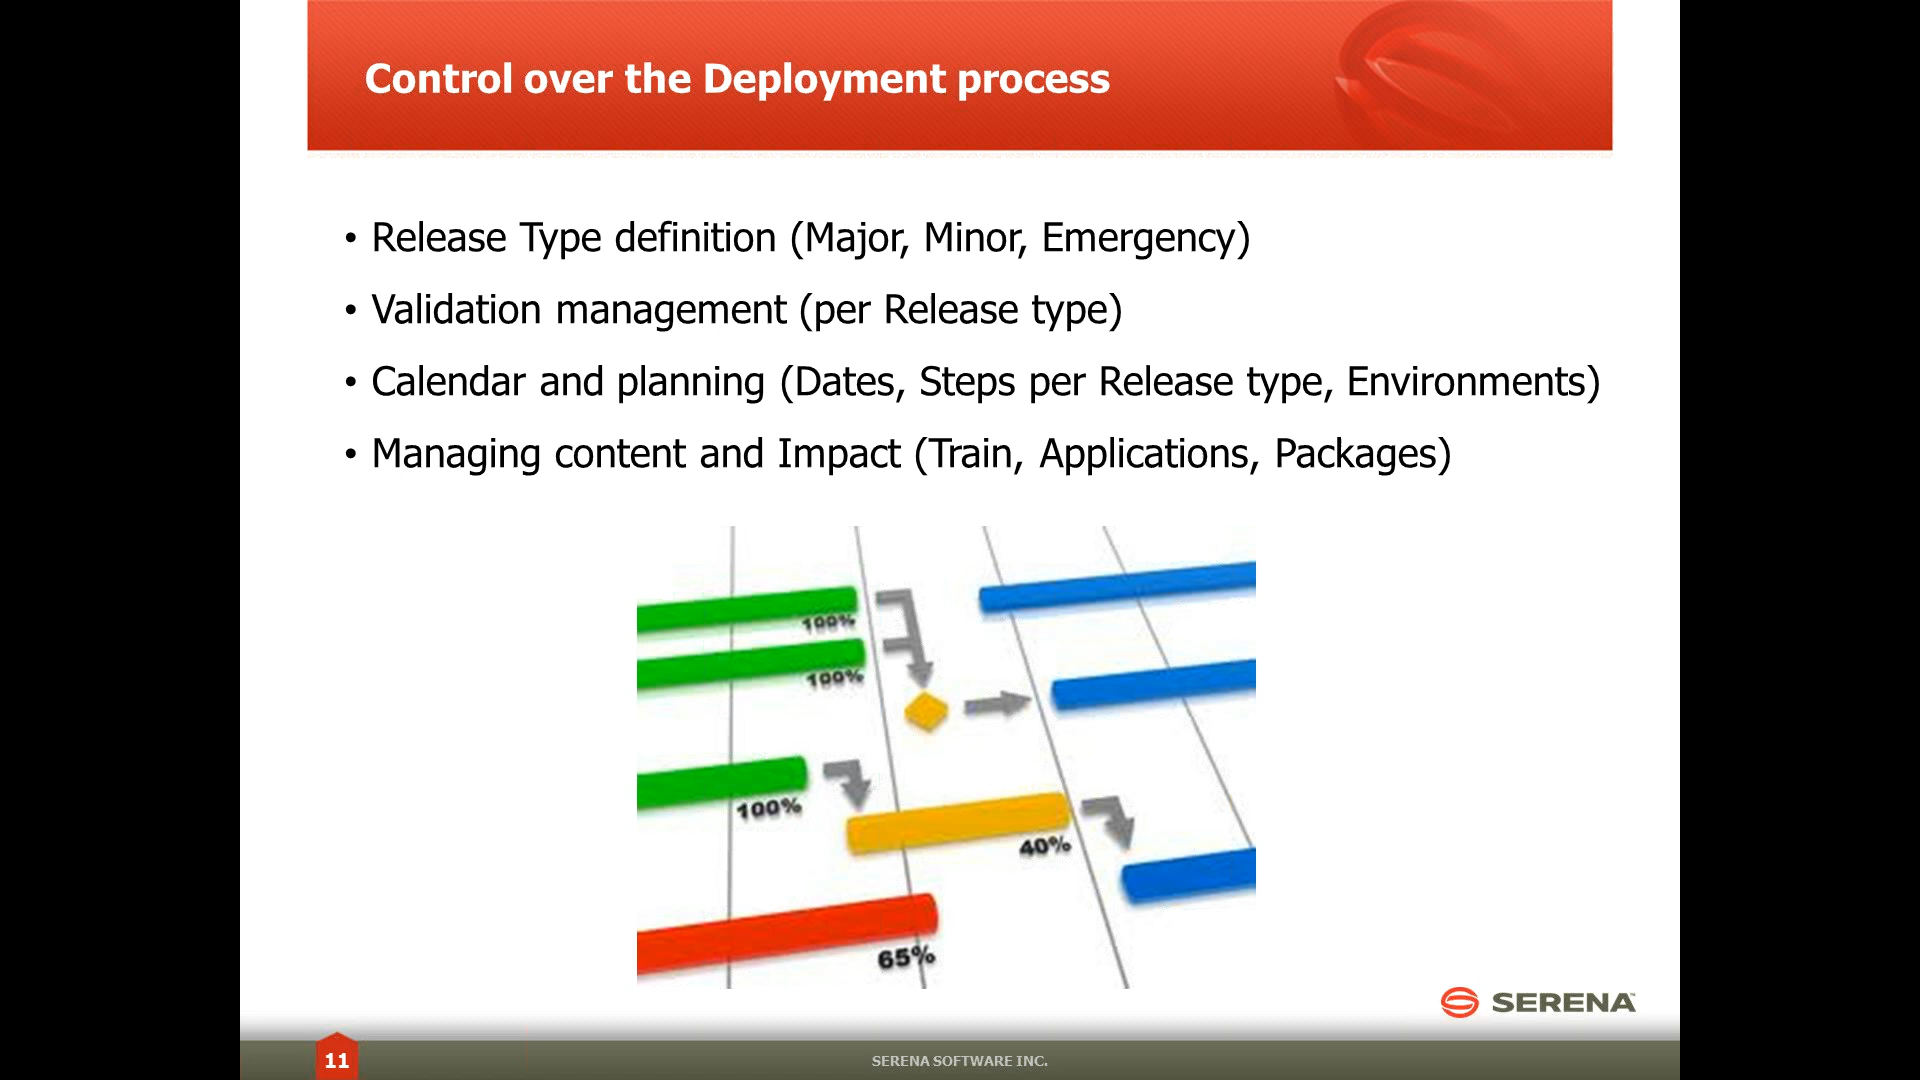 Control over the Deployment process
• Release Type definition (Major, Minor, Emergency)
• Validation management (per Release type)
• Calendar and planning (Dates, Steps per Release type, Environments)
• Managing content and Impact (Train, Applications, Packages)
100%
100%
100%
40%
65%
SERENA™
11
SERENA SOFTWARE INC.